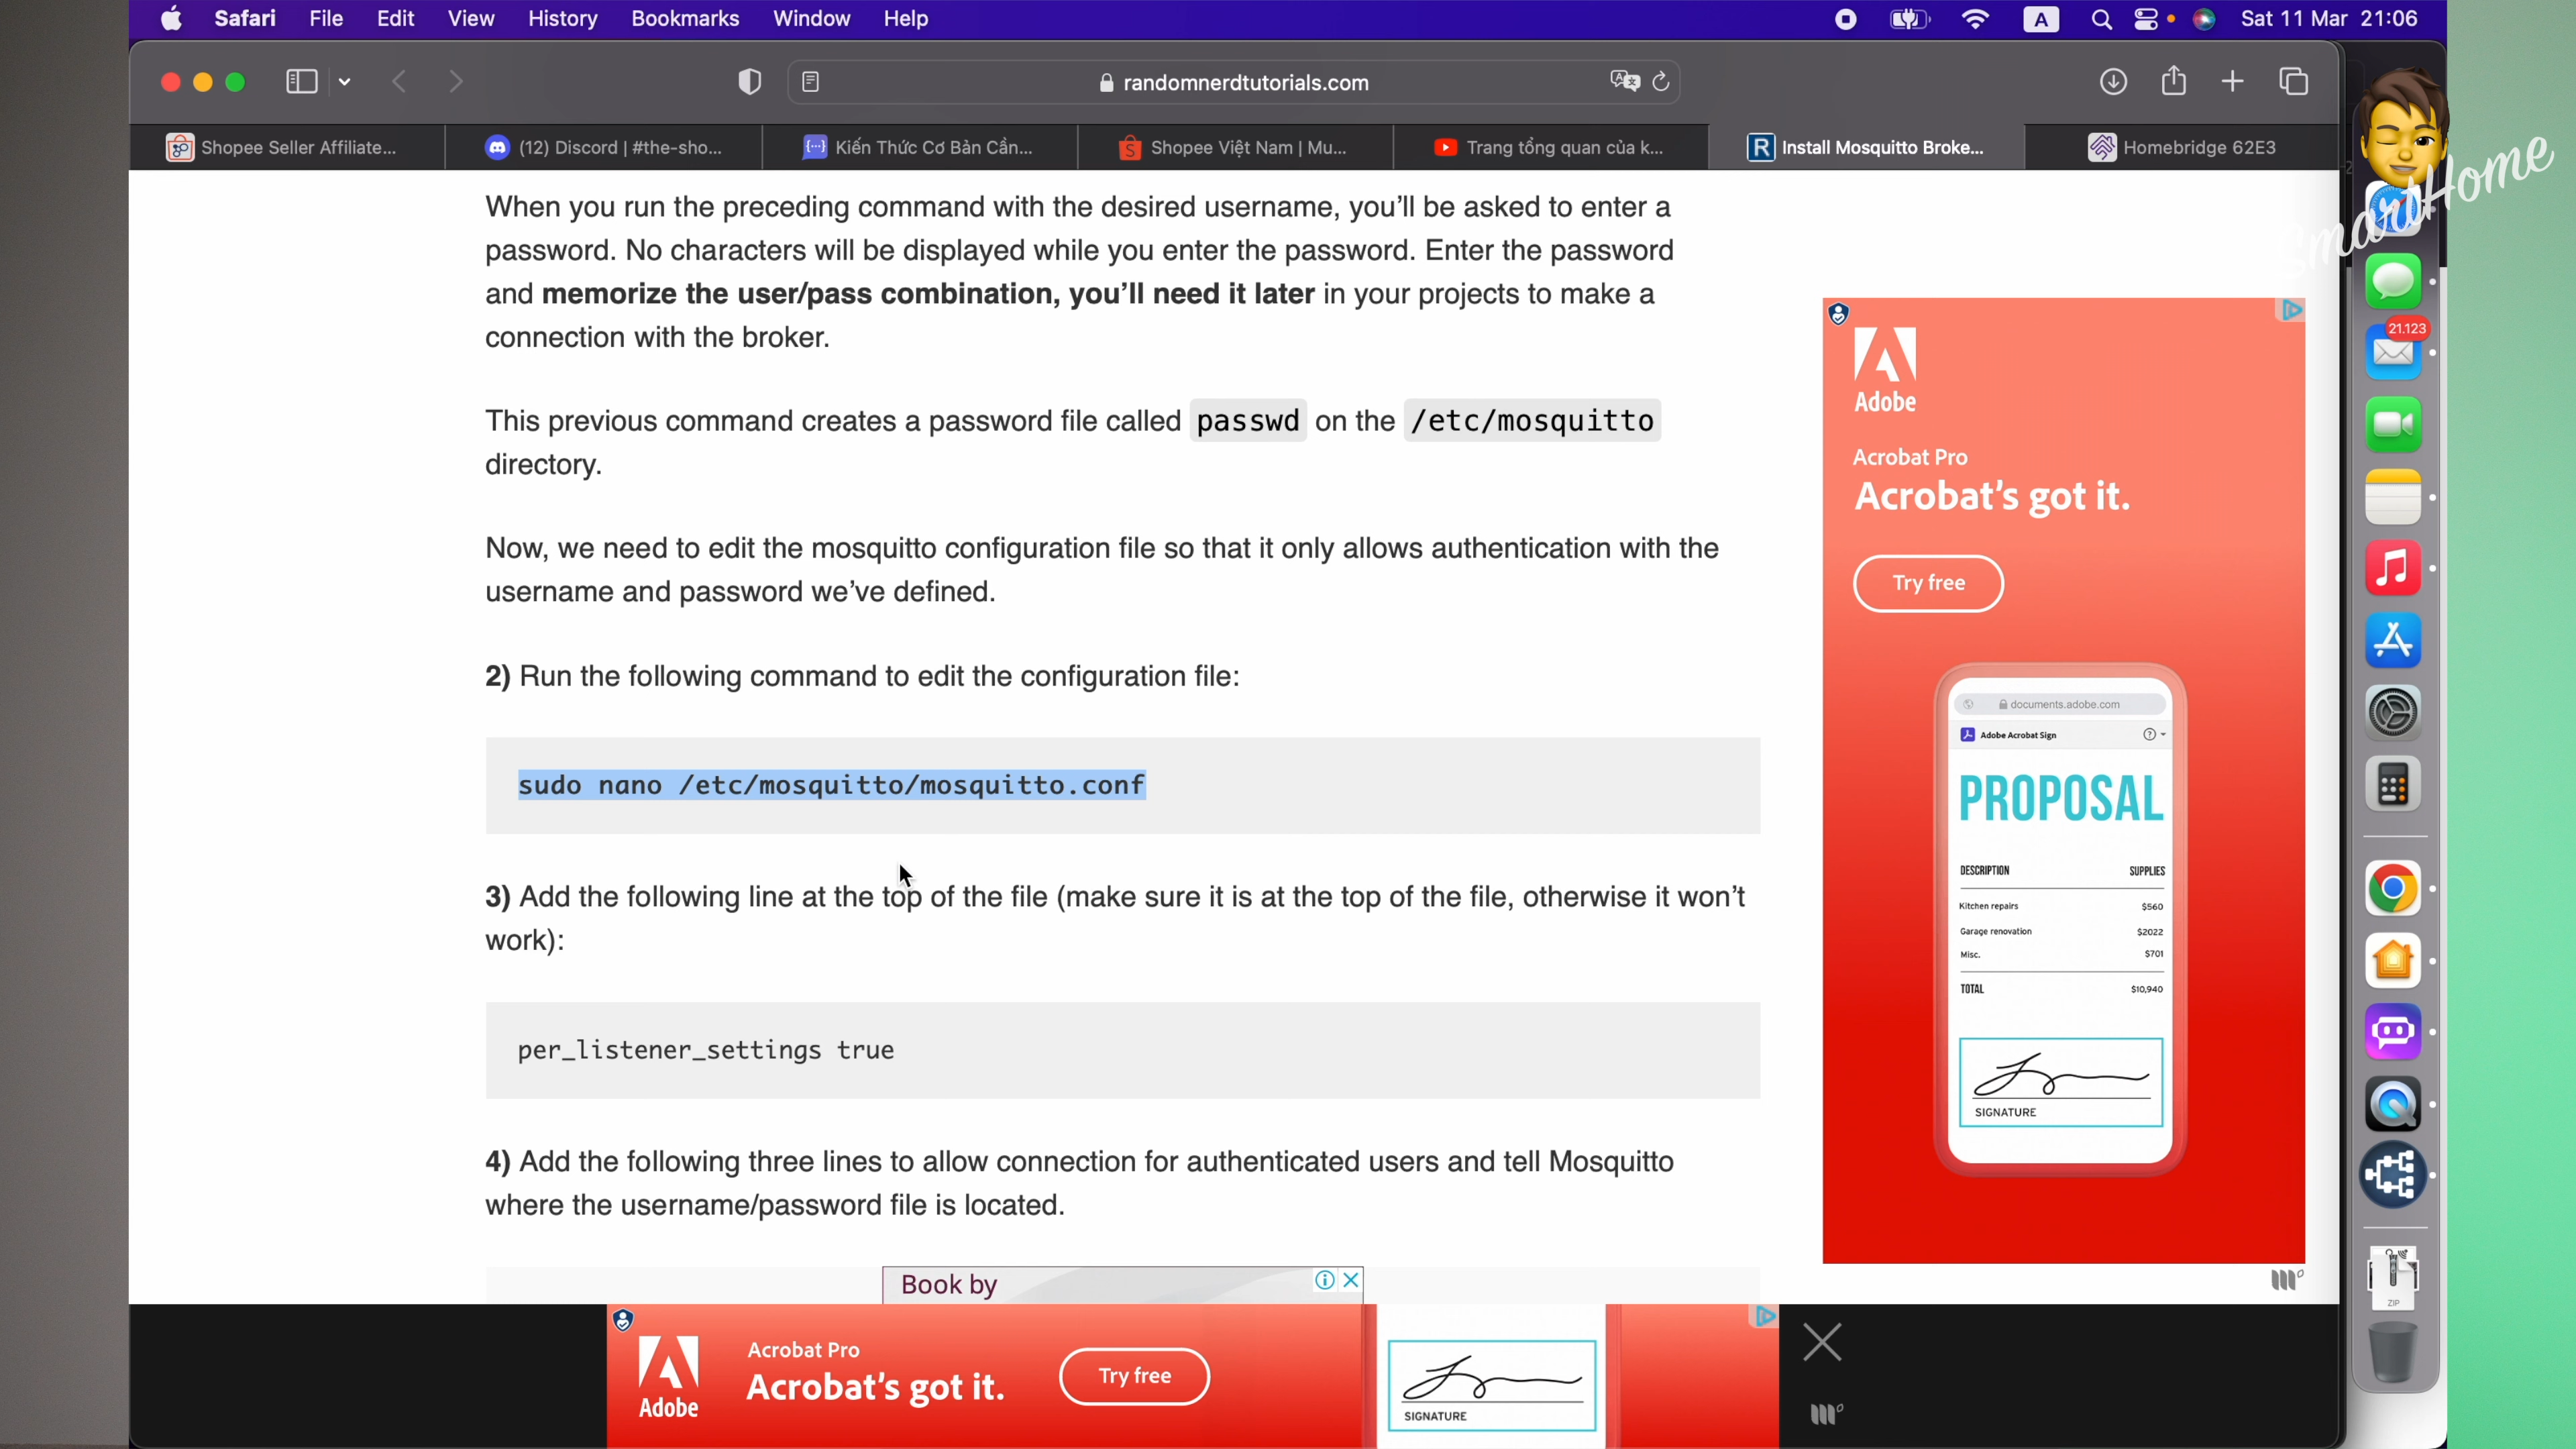 Safari File Edit View History Bookmarks Window Help
A
Sat 11 Mar 21:06
randomnerdtutorials.com
Shopee Seller Affiliate...
(12) Discord | #the-sho...
Kiến Thức Cơ Bản Cần...
Shopee Việt Nam | Mu...
Trang tổng quan của k...
R Install Mosquitto Broke...
Homebridge 62E3
SmartHome
When you run the preceding command with the desired username, you’ll be asked to enter a
password. No characters will be displayed while you enter the password. Enter the password
and memorize the user/pass combination, you’ll need it later in your projects to make a
connection with the broker.
This previous command creates a password file called passwd on the /etc/mosquitto
directory.
Now, we need to edit the mosquitto configuration file so that it only allows authentication with the
username and password we’ve defined.
2) Run the following command to edit the configuration file:
sudo nano /etc/mosquitto/mosquitto.conf
3) Add the following line at the top of the file (make sure it is at the top of the file, otherwise it won’t
work):
per_listener_settings true
4) Add the following three lines to allow connection for authenticated users and tell Mosquitto
where the username/password file is located.
Book by
Adobe
Acrobat Pro
Acrobat’s got it.
Try free
documents.adobe.com
Adobe Acrobat Sign
PROPOSAL
DESCRIPTION SUPPLIES
Kitchen repairs $560
Garage renovation $2022
Misc. $701
TOTAL $10,940
SIGNATURE
21.123
ZIP
Adobe
Acrobat Pro
Acrobat’s got it.
Try free
SIGNATURE